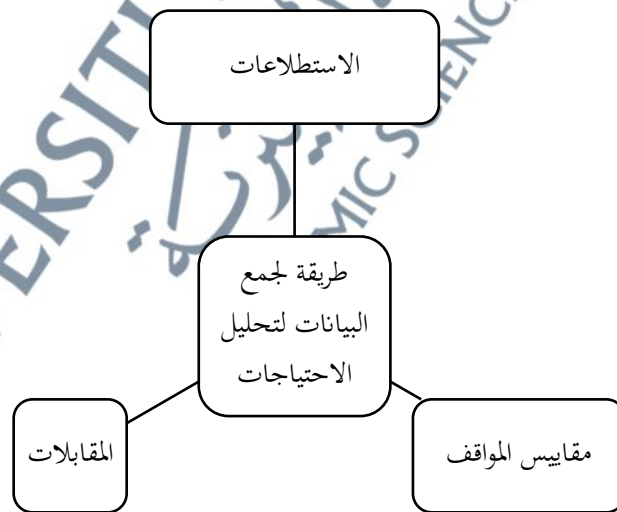 الاستطلاعات
طريقة لجمع
البيانات لتحليل
الاحتياجات
المقابلات
مقاييس المواقف